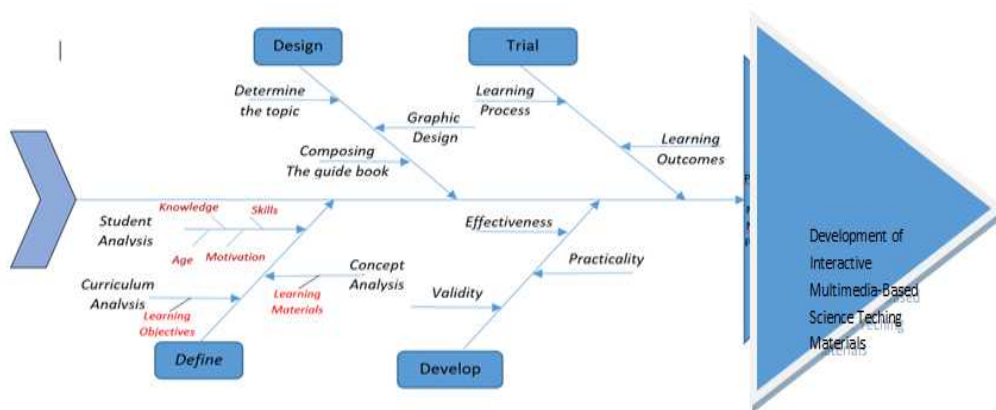 Design
Trial
Determine
the topic
Graphic
Design
Composing
The guide book
Learning
Process
Learning
Outcomes
Student
Analysis
Knowledge
Skills
Age
Motivation
Curriculum
Analysis
Learning
Objectives
Concept
Analysis
Learning
Materials
Define
Effectiveness
Practicality
Validity
Develop
Development of
Interactive
Multimedia-Based
Science Teching
Materials